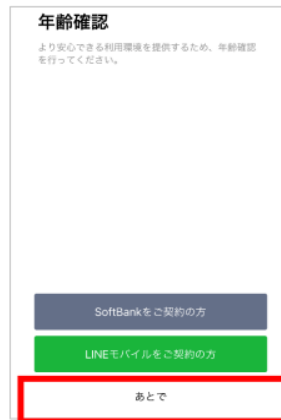 年齢確認
より安心できる利用環境を提供するため、年齢確認
を行ってください。
SoftBankをご契約の方
LINEモバイルをご契約の方
あとで